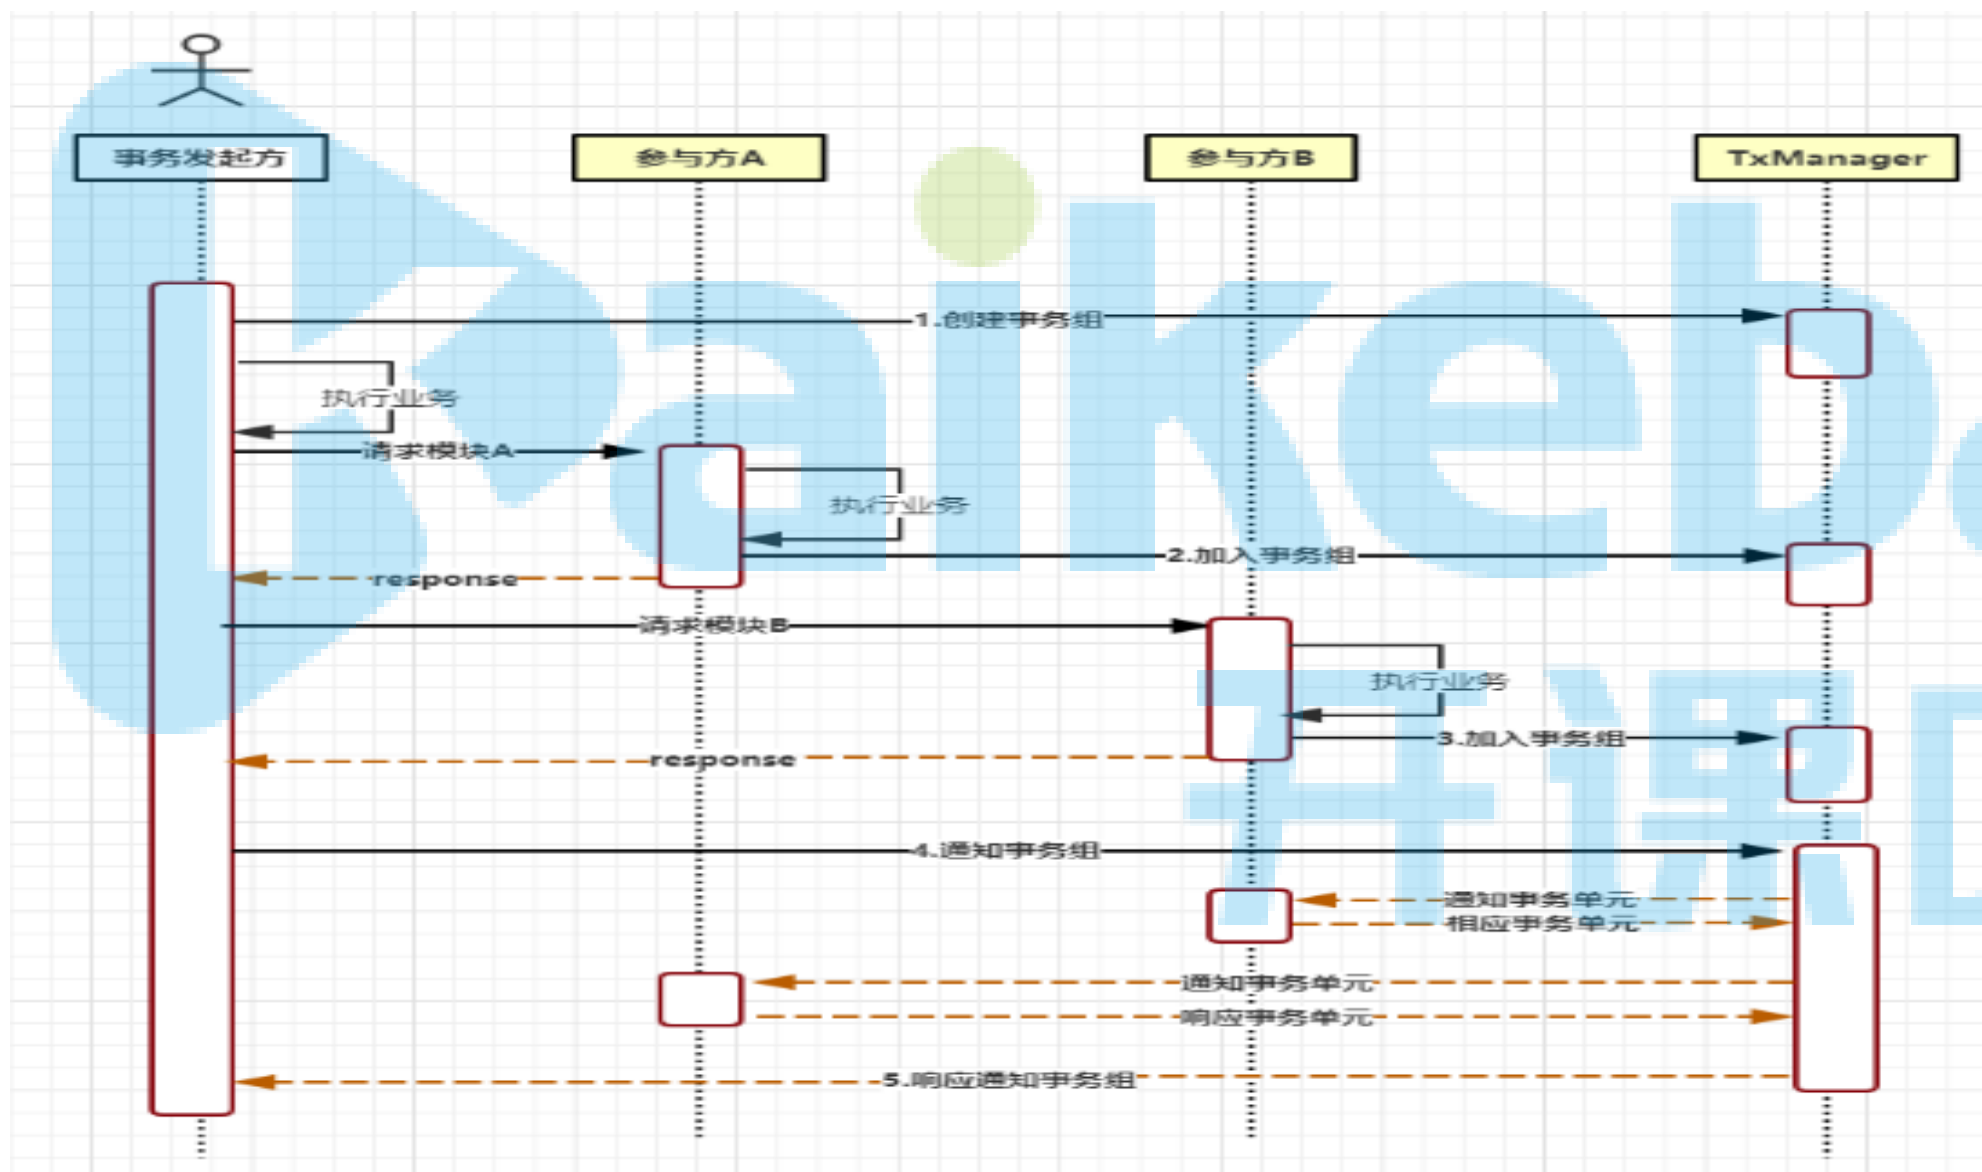 事务发起方
参与方A
参与方B
TxManager
1.创建事务组
执行业务
请求模块A
执行业务
2.加入事务组
response
请求模块B
执行业务
3.加入事务组
response
4.通知事务组
通知事务单元
相应事务单元
通知事务单元
响应事务单元
5.响应通知事务组
kaikeb
开课